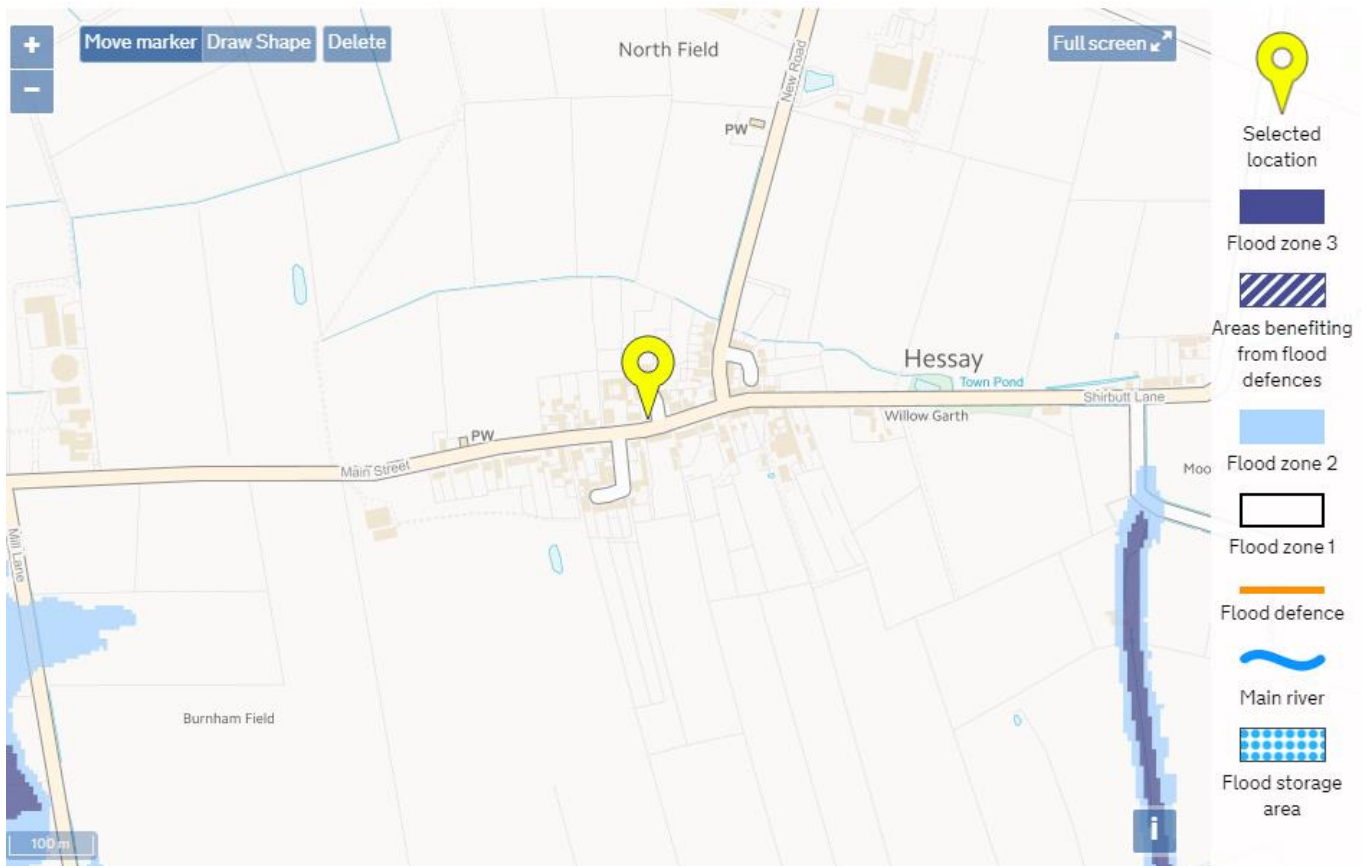 +
−
Move marker
Draw Shape
Delete
Full screen
North Field
New Road
PW
Hessay
Town Pond
Shirbutt Lane
Willow Garth
PW
Main Street
Moo
Mill Lane
Burnham Field
100 m
i
Selected
location
Flood zone 3
Areas benefiting
from flood
defences
Flood zone 2
Flood zone 1
Flood defence
Main river
Flood storage
area